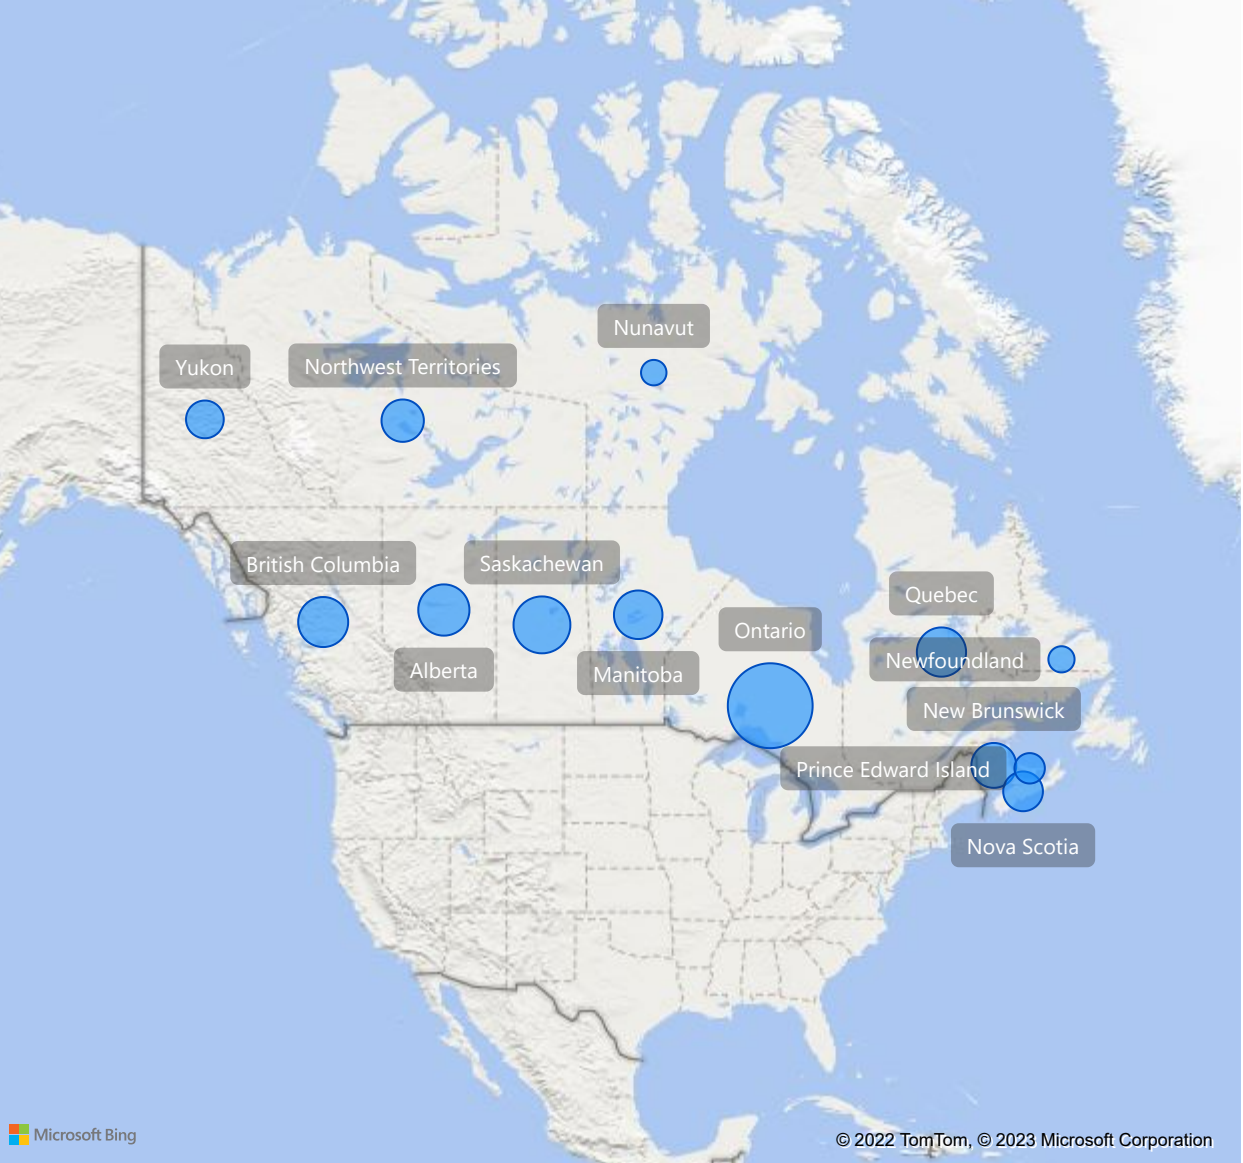 Nunavut
Yukon
Northwest Territories
British Columbia
Saskachewan
Quebec
Ontario
Newfoundland
Alberta
Manitoba
New Brunswick
Prince Edward Island
Nova Scotia
Microsoft Bing
© 2022 TomTom, © 2023 Microsoft Corporation